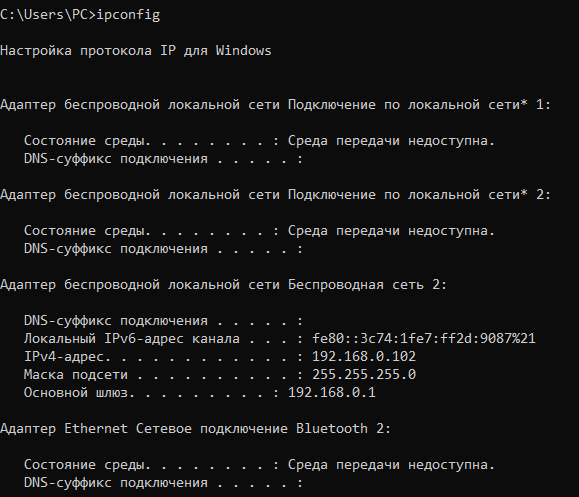 C:\Users\PC>ipconfig
Настройка протокола IP для Windows
Адаптер беспроводной локальной сети Подключение по локальной сети* 1:
Состояние среды. . . . . . . . : Среда передачи недоступна.
DNS-суффикс подключения . . . . . :
Адаптер беспроводной локальной сети Подключение по локальной сети* 2:
Состояние среды. . . . . . . . : Среда передачи недоступна.
DNS-суффикс подключения . . . . . :
Адаптер беспроводной локальной сети Беспроводная сеть 2:
DNS-суффикс подключения . . . . . :
Локальный IPv6-адрес канала . . . : fe80::3c74:1fe7:ff2d:9087%21
IPv4-адрес. . . . . . . . . . . . : 192.168.0.102
Маска подсети . . . . . . . . . . : 255.255.255.0
Основной шлюз. . . . . . . . . : 192.168.0.1
Адаптер Ethernet Сетевое подключение Bluetooth 2:
Состояние среды. . . . . . . . : Среда передачи недоступна.
DNS-суффикс подключения . . . . . :